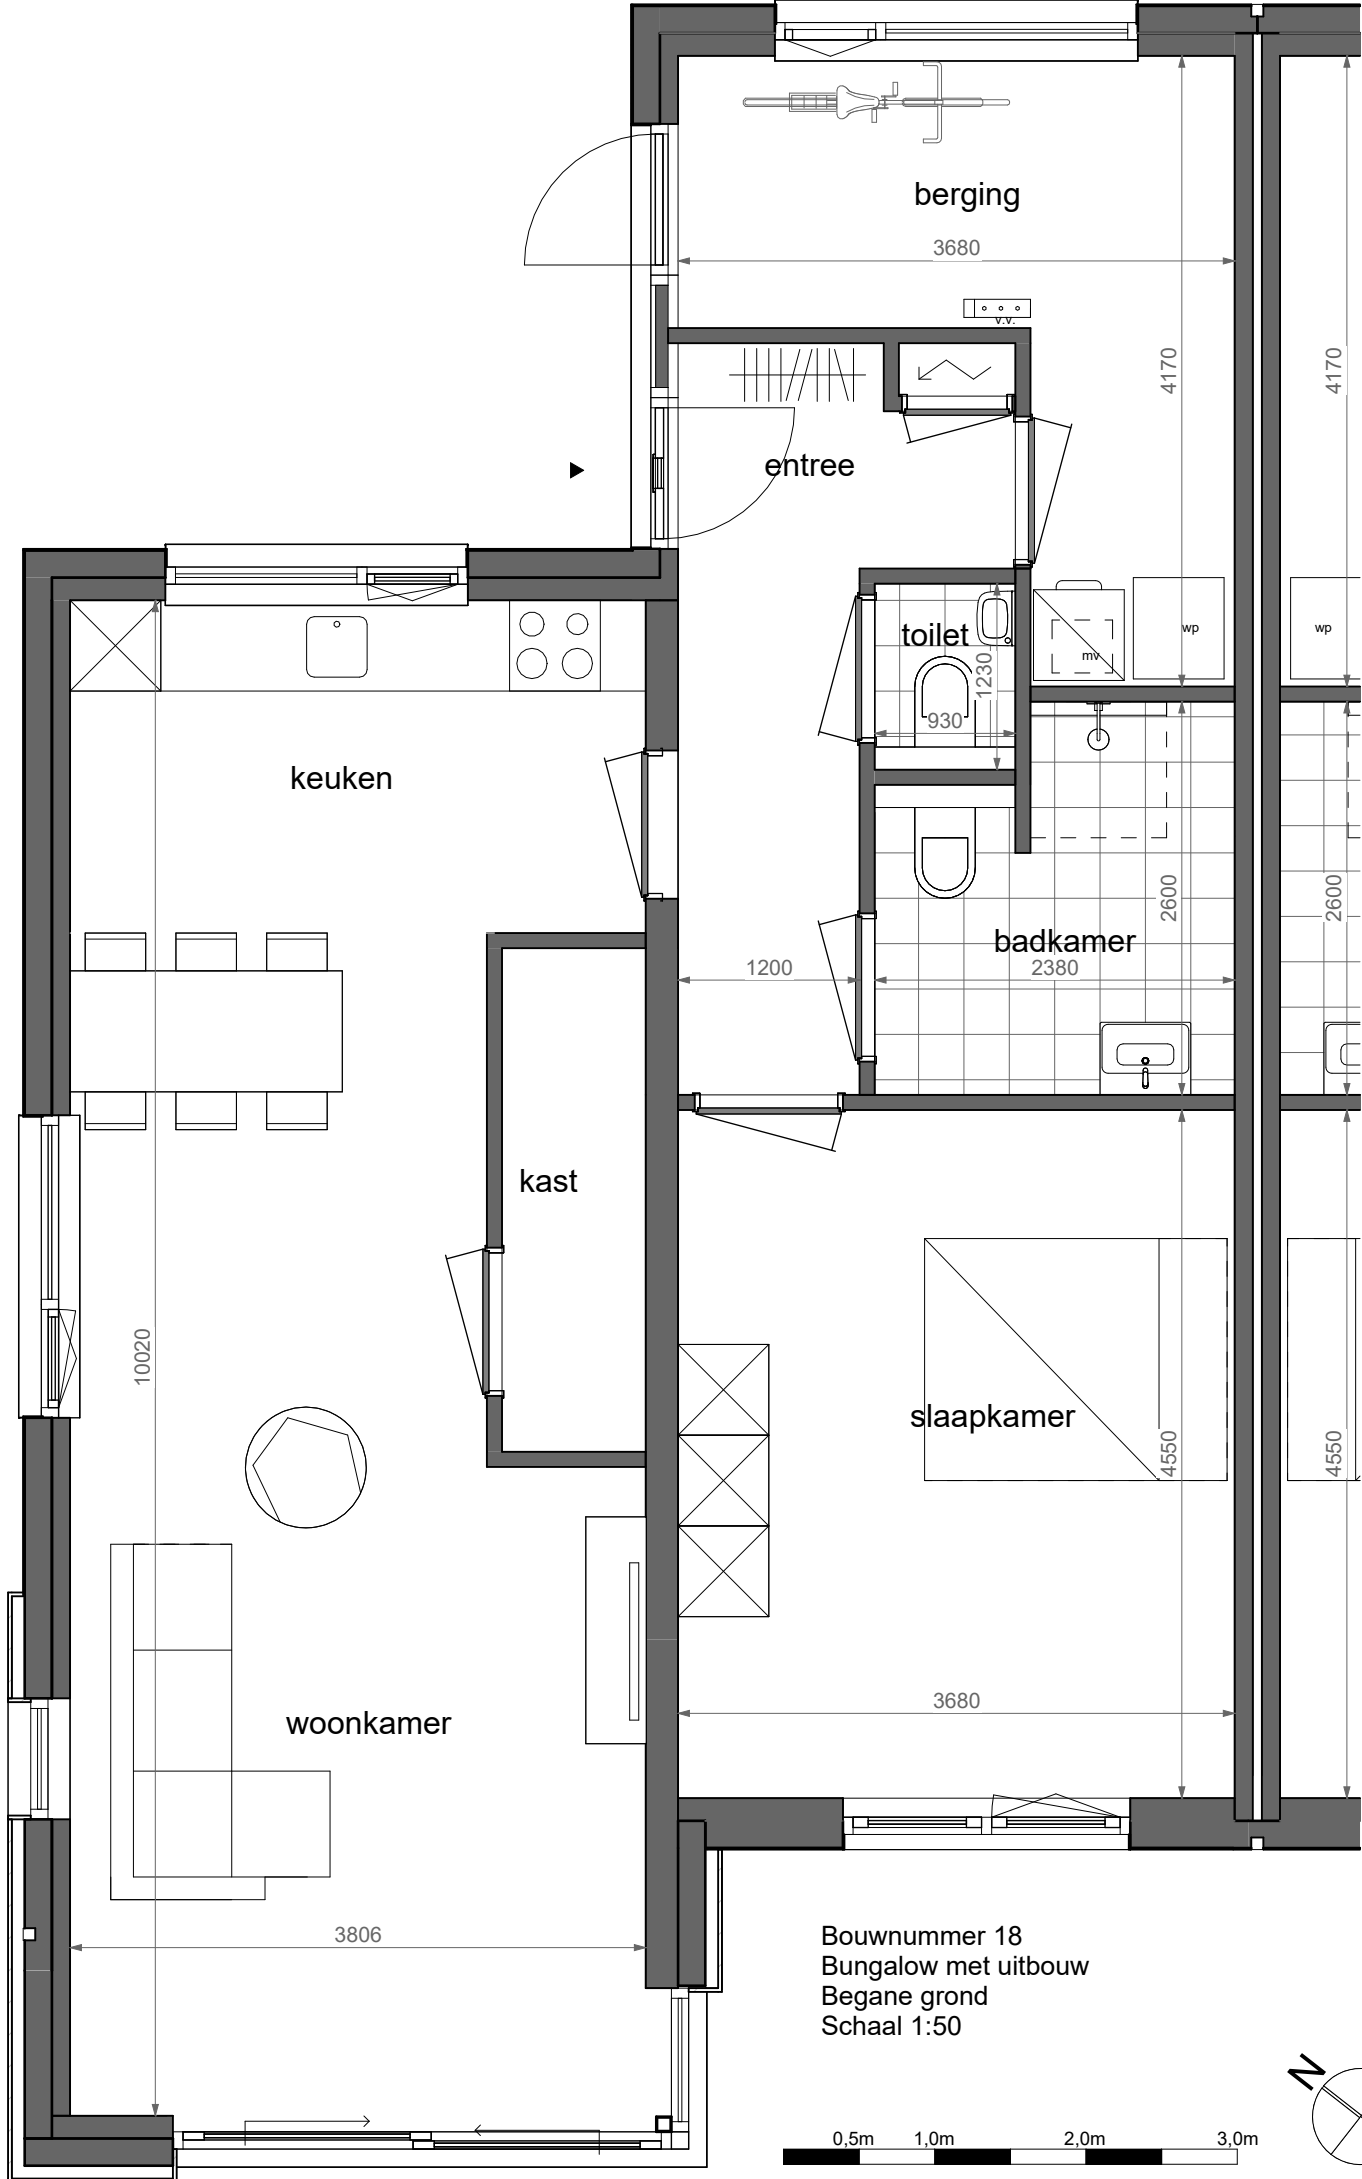 berging
3680
v.v.
4170
4170
entree
toilet
1230
930
mv
wp
wp
keuken
badkamer
2600
2600
1200
2380
kast
10020
slaapkamer
4550
4550
3680
woonkamer
3806
Bouwnummer 18
Bungalow met uitbouw
Begane grond
Schaal 1:50
N
0,5m 1,0m 2,0m 3,0m